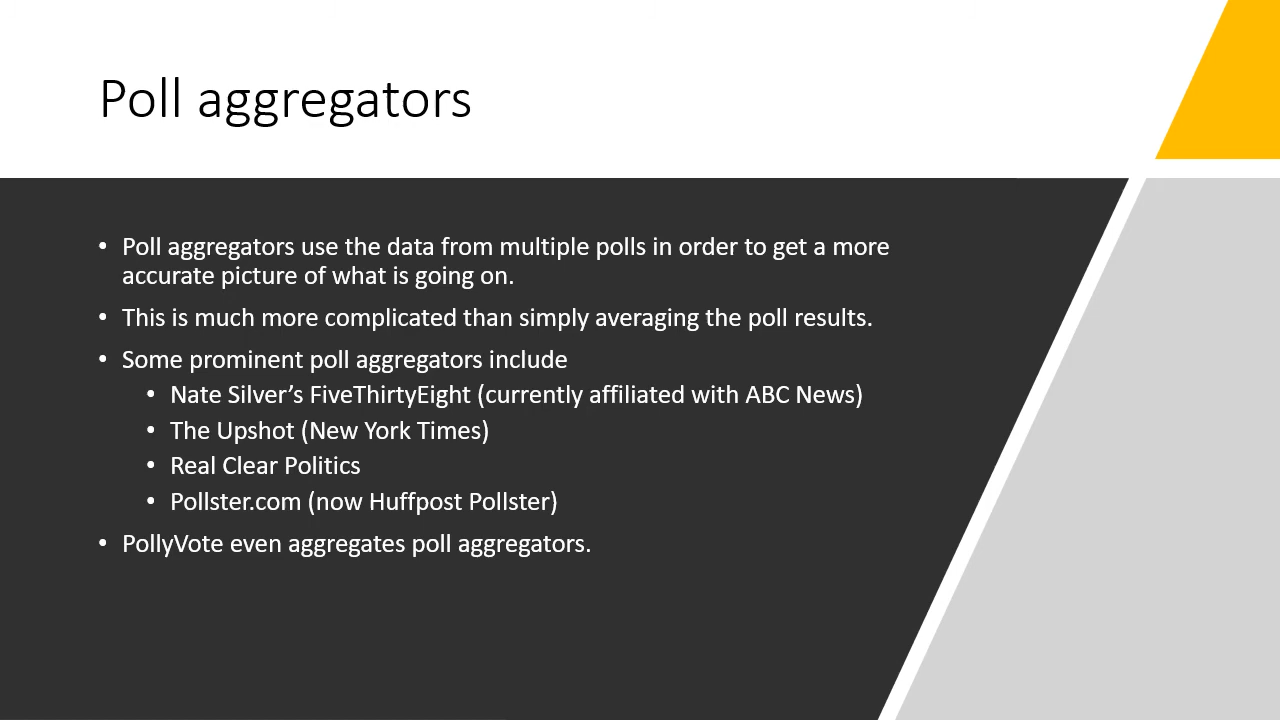 Poll aggregators
• Poll aggregators use the data from multiple polls in order to get a more
accurate picture of what is going on.
• This is much more complicated than simply averaging the poll results.
• Some prominent poll aggregators include
• Nate Silver’s FiveThirtyEight (currently affiliated with ABC News)
• The Upshot (New York Times)
• Real Clear Politics
• Pollster.com (now Huffpost Pollster)
• PollyVote even aggregates poll aggregators.